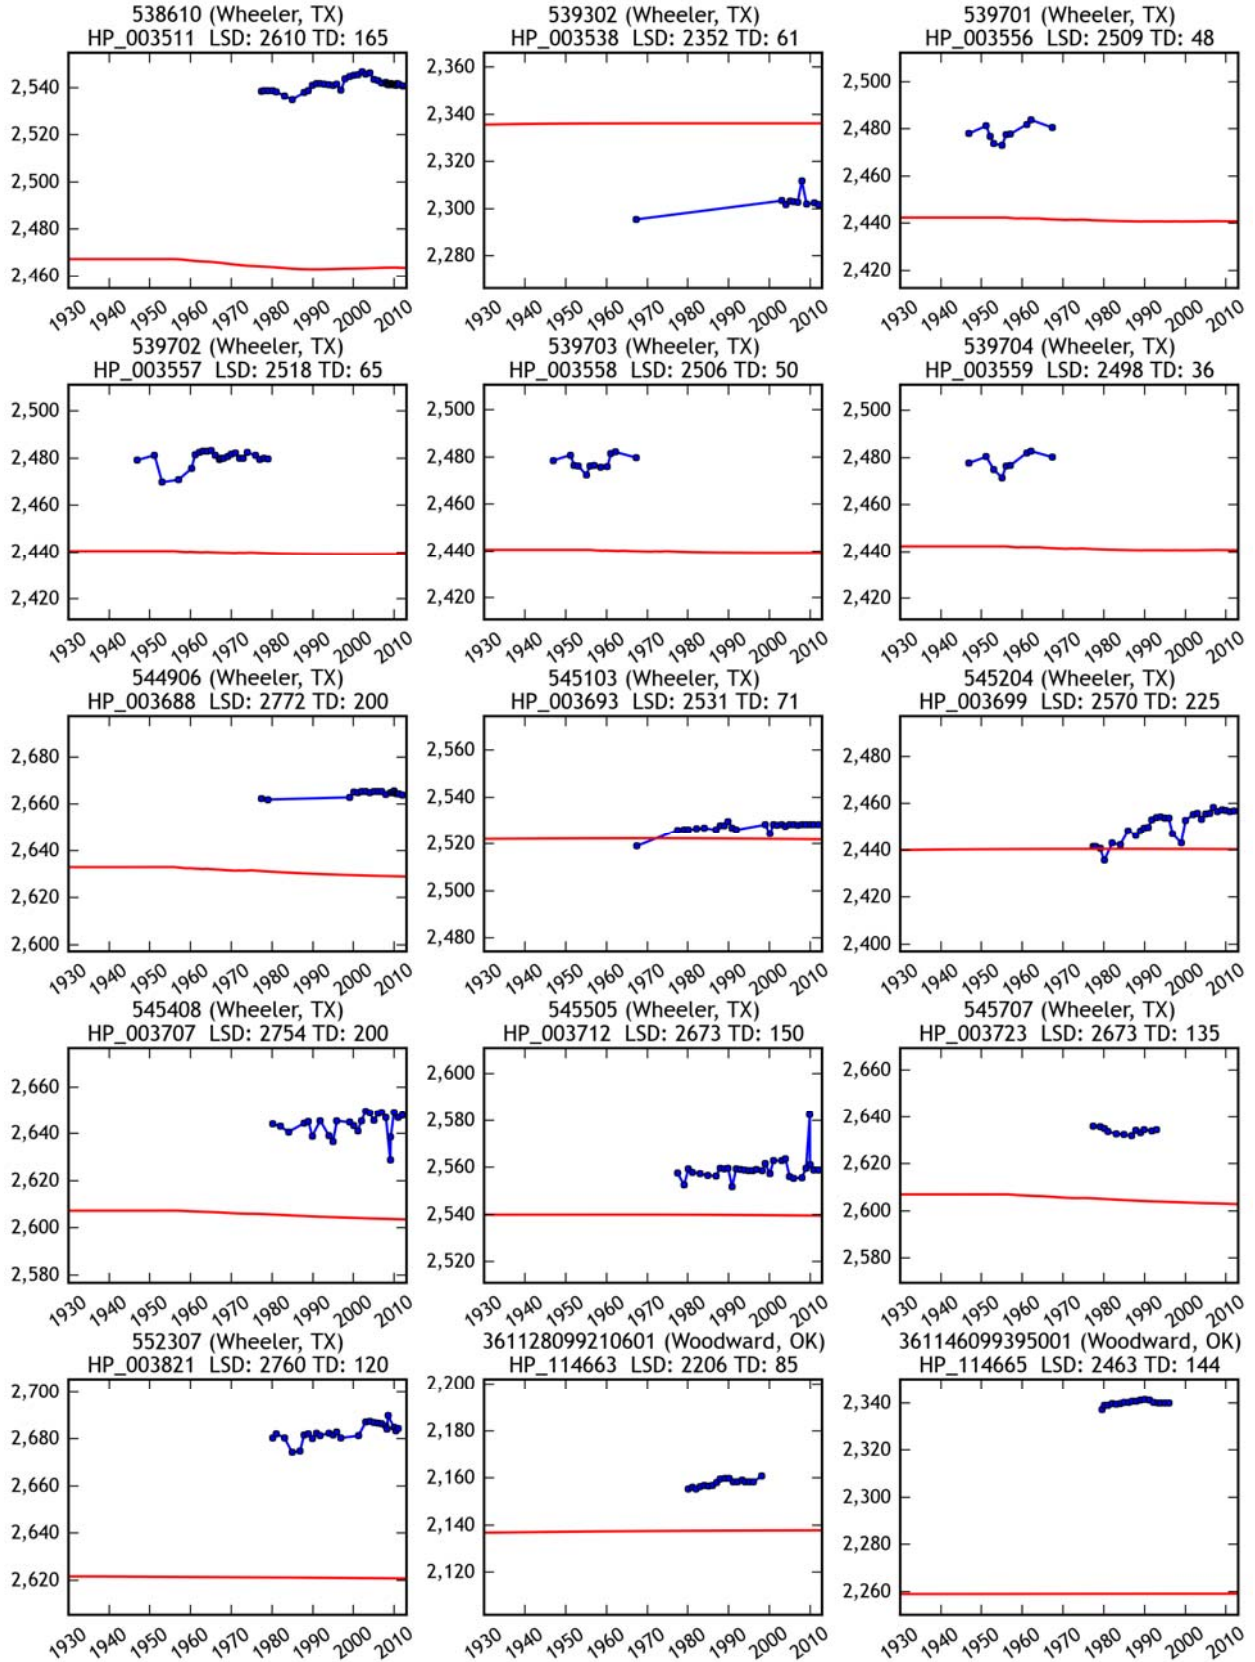 538610 (Wheeler, TX)
HP_003511 LSD: 2610 TD: 165
2,540
2,520
2,500
2,480
2,460
1930 1940 1950 1960 1970 1980 1990 2000 2010
539302 (Wheeler, TX)
HP_003538 LSD: 2352 TD: 61
2,360
2,340
2,320
2,300
2,280
1930 1940 1950 1960 1970 1980 1990 2000 2010
539701 (Wheeler, TX)
HP_003556 LSD: 2509 TD: 48
2,500
2,480
2,460
2,440
2,420
1930 1940 1950 1960 1970 1980 1990 2000 2010
539702 (Wheeler, TX)
HP_003557 LSD: 2518 TD: 65
2,500
2,480
2,460
2,440
2,420
1930 1940 1950 1960 1970 1980 1990 2000 2010
539703 (Wheeler, TX)
HP_003558 LSD: 2506 TD: 50
2,500
2,480
2,460
2,440
2,420
1930 1940 1950 1960 1970 1980 1990 2000 2010
539704 (Wheeler, TX)
HP_003559 LSD: 2498 TD: 36
2,500
2,480
2,460
2,440
2,420
1930 1940 1950 1960 1970 1980 1990 2000 2010
544906 (Wheeler, TX)
HP_003688 LSD: 2772 TD: 200
2,680
2,660
2,640
2,620
2,600
1930 1940 1950 1960 1970 1980 1990 2000 2010
545103 (Wheeler, TX)
HP_003693 LSD: 2531 TD: 71
2,560
2,540
2,520
2,500
2,480
1930 1940 1950 1960 1970 1980 1990 2000 2010
545204 (Wheeler, TX)
HP_003699 LSD: 2570 TD: 225
2,480
2,460
2,440
2,420
2,400
1930 1940 1950 1960 1970 1980 1990 2000 2010
545408 (Wheeler, TX)
HP_003707 LSD: 2754 TD: 200
2,660
2,640
2,620
2,600
2,580
1930 1940 1950 1960 1970 1980 1990 2000 2010
545505 (Wheeler, TX)
HP_003712 LSD: 2673 TD: 150
2,600
2,580
2,560
2,540
2,520
1930 1940 1950 1960 1970 1980 1990 2000 2010
545707 (Wheeler, TX)
HP_003723 LSD: 2673 TD: 135
2,660
2,640
2,620
2,600
2,580
1930 1940 1950 1960 1970 1980 1990 2000 2010
552307 (Wheeler, TX)
HP_003821 LSD: 2760 TD: 120
2,700
2,680
2,660
2,640
2,620
1930 1940 1950 1960 1970 1980 1990 2000 2010
361128099210601 (Woodward, OK)
HP_114663 LSD: 2206 TD: 85
2,200
2,180
2,160
2,140
2,120
1930 1940 1950 1960 1970 1980 1990 2000 2010
361146099395001 (Woodward, OK)
HP_114665 LSD: 2463 TD: 144
2,340
2,320
2,300
2,280
2,260
1930 1940 1950 1960 1970 1980 1990 2000 2010